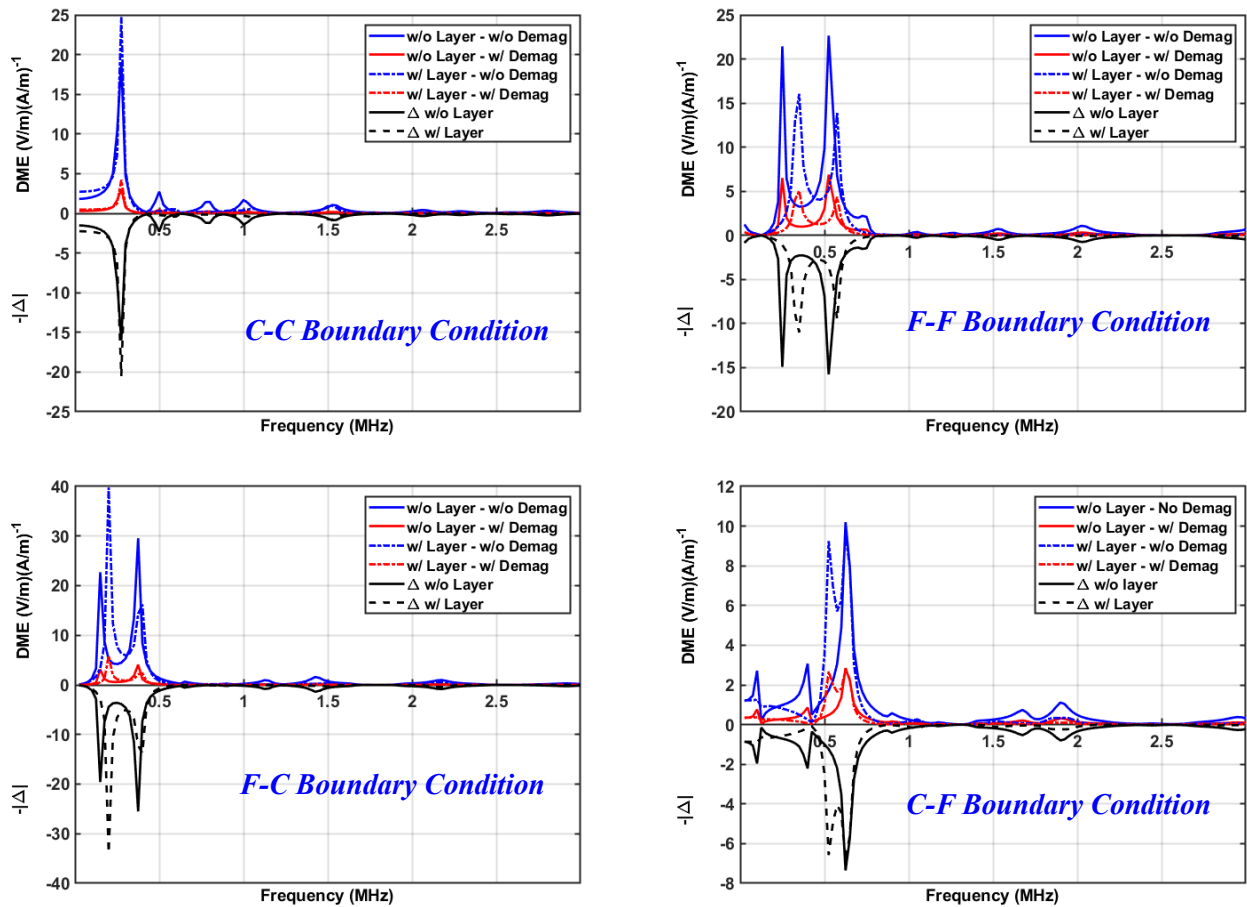 25
20
15
10
5
0
-5
-10
-15
-20
-25
0.5
1
1.5
2
2.5
DME (V/m)(A/m)-1
-|Δ|
w/o Layer - w/o Demag
w/o Layer - w/ Demag
w/ Layer - w/o Demag
w/ Layer - w/ Demag
Δ w/o Layer
Δ w/ Layer
C-C Boundary Condition
Frequency (MHz)
25
20
15
10
5
0
-5
-10
-15
-20
0.5
1
1.5
2
2.5
DME (V/m)(A/m)-1
-|Δ|
w/o Layer - w/o Demag
w/o Layer - w/ Demag
w/ Layer - w/o Demag
w/ Layer - w/ Demag
Δ w/o Layer
Δ w/ Layer
F-F Boundary Condition
Frequency (MHz)
40
30
20
10
0
-10
-20
-30
-40
0.5
1
1.5
2
2.5
DME (V/m)(A/m)-1
-|Δ|
w/o Layer - w/o Demag
w/o Layer - w/ Demag
w/ Layer - w/o Demag
w/ Layer - w/ Demag
Δ w/o Layer
Δ w/ Layer
F-C Boundary Condition
Frequency (MHz)
12
10
8
6
4
2
0
-2
-4
-6
-8
0.5
1
1.5
2
2.5
DME (V/m)(A/m)-1
-|Δ|
w/o Layer - No Demag
w/o Layer - w/ Demag
w/ Layer - w/o Demag
w/ Layer - w/ Demag
Δ w/o layer
Δ w/ Layer
C-F Boundary Condition
Frequency (MHz)